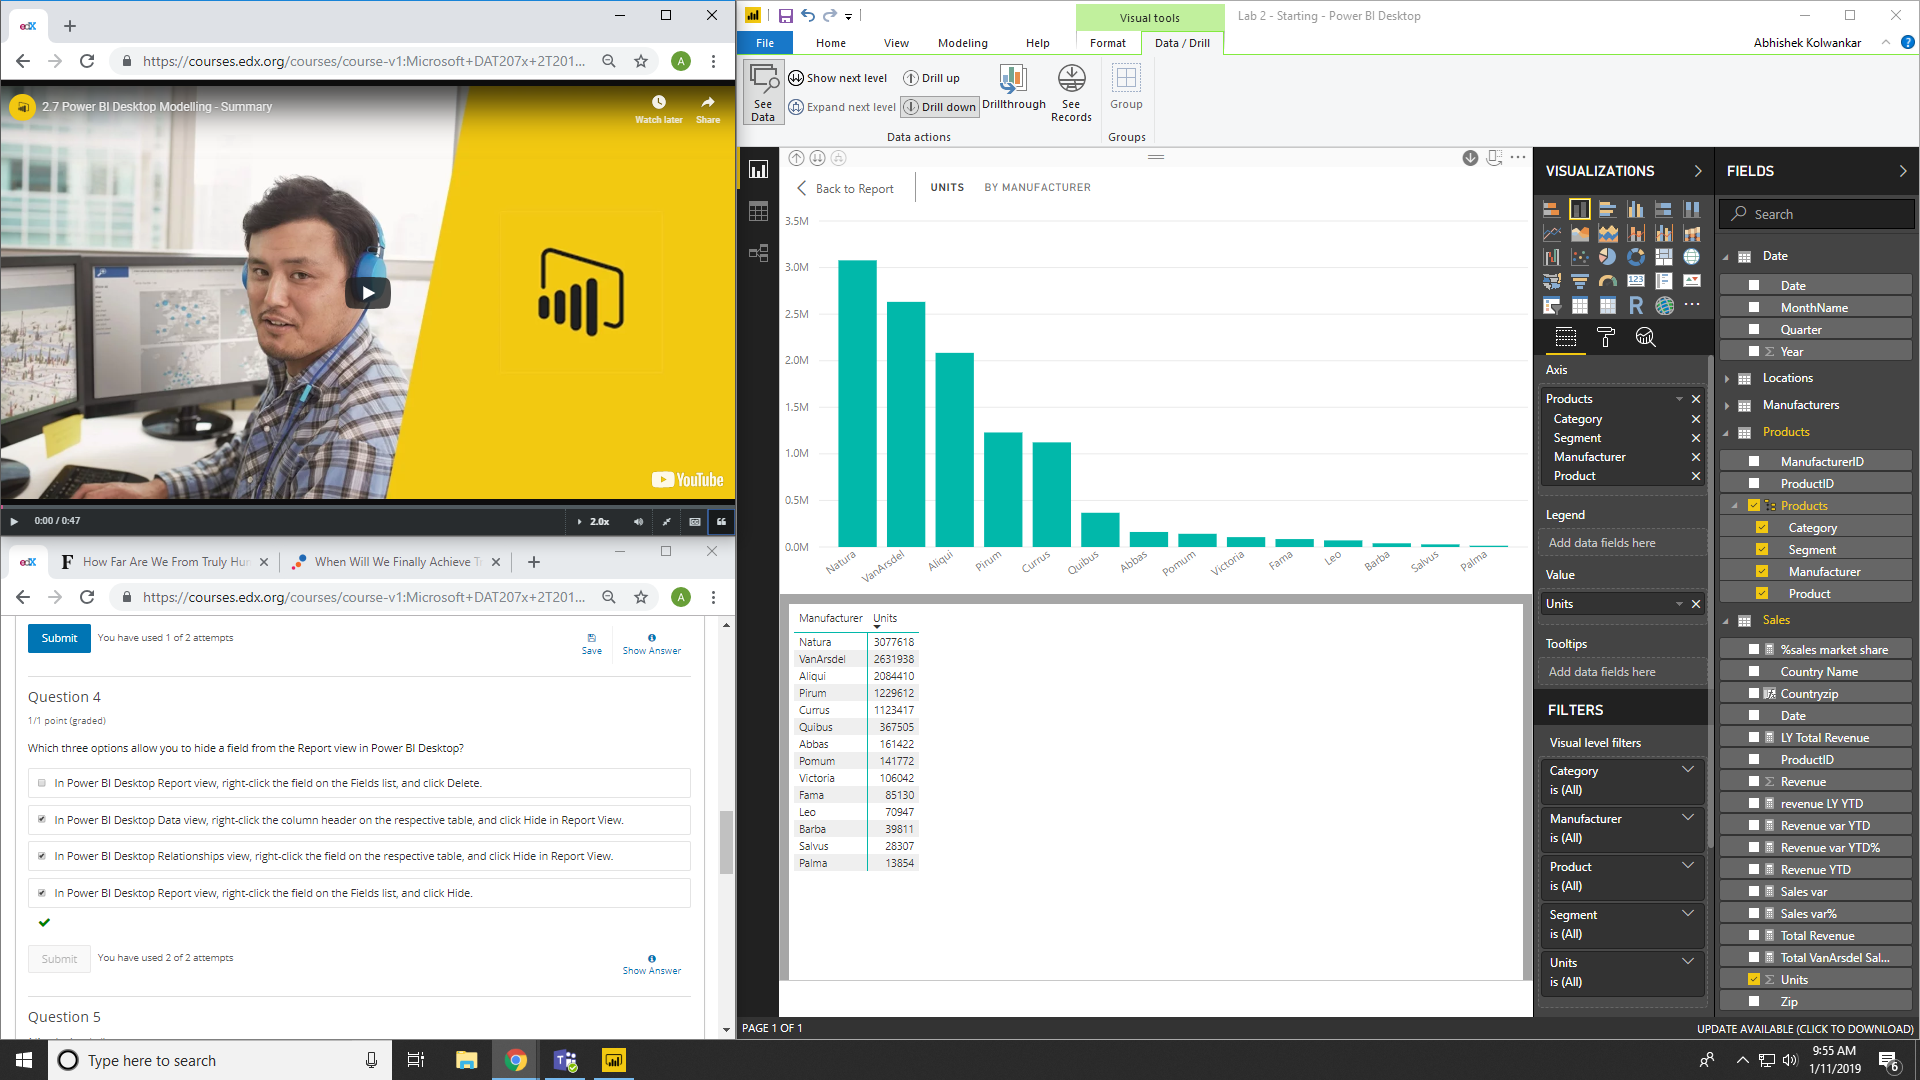 edX
https://courses.edx.org/courses/course-v1:Microsoft+DAT207x+2T201...
A
2.7 Power BI Desktop Modelling - Summary
Watch later
Share
YouTube
0:00 / 0:47
2.0x
edX
How Far Are We From Truly Hu
When Will We Finally Achieve T
https://courses.edx.org/courses/course-v1:Microsoft+DAT207x+2T201...
A
Submit
You have used 1 of 2 attempts
Save
Show Answer
Question 4
1/1 point (graded)
Which three options allow you to hide a field from the Report view in Power BI Desktop?
In Power BI Desktop Report view, right-click the field on the Fields list, and click Delete.
In Power BI Desktop Data view, right-click the column header on the respective table, and click Hide in Report View.
In Power BI Desktop Relationships view, right-click the field on the respective table, and click Hide in Report View.
In Power BI Desktop Report view, right-click the field on the Fields list, and click Hide.
Submit
You have used 2 of 2 attempts
Show Answer
Question 5
Visual tools
Lab 2 - Starting - Power BI Desktop
File
Home
View
Modeling
Help
Format
Data / Drill
Abhishek Kolwankar
See Data
Show next level
Expand next level
Drill up
Drill down
Drillthrough
See Records
Group
Data actions
Groups
Back to Report
UNITS
BY MANUFACTURER
3.5M
3.0M
2.5M
2.0M
1.5M
1.0M
0.5M
0.0M
Natura
VanArsdel
Aliqui
Pirum
Currus
Quibus
Abbas
Pomum
Victoria
Fama
Leo
Barba
Salvus
Palma
Manufacturer Units
Natura 3077618
VanArsdel 2631938
Aliqui 2084410
Pirum 1229612
Currus 1123417
Quibus 367505
Abbas 161422
Pomum 141772
Victoria 106042
Fama 85130
Leo 70947
Barba 39811
Salvus 28307
Palma 13854
PAGE 1 OF 1
VISUALIZATIONS
123
R
Axis
Products
Category
Segment
Manufacturer
Product
Legend
Add data fields here
Value
Units
Tooltips
Add data fields here
FILTERS
Visual level filters
Category
is (All)
Manufacturer
is (All)
Product
is (All)
Segment
is (All)
Units
is (All)
FIELDS
Search
Date
Date
MonthName
Quarter
Σ Year
Locations
Manufacturers
Products
ManufacturerID
ProductID
Products
Category
Segment
Manufacturer
Product
Sales
%sales market share
Country Name
Countryzip
Date
LY Total Revenue
ProductID
Σ Revenue
revenue LY YTD
Revenue var YTD
Revenue var YTD%
Revenue YTD
Sales var
Sales var%
Total Revenue
Total VanArsdel Sal...
Σ Units
Zip
UPDATE AVAILABLE (CLICK TO DOWNLOAD)
Type here to search
9:55 AM
1/11/2019
6